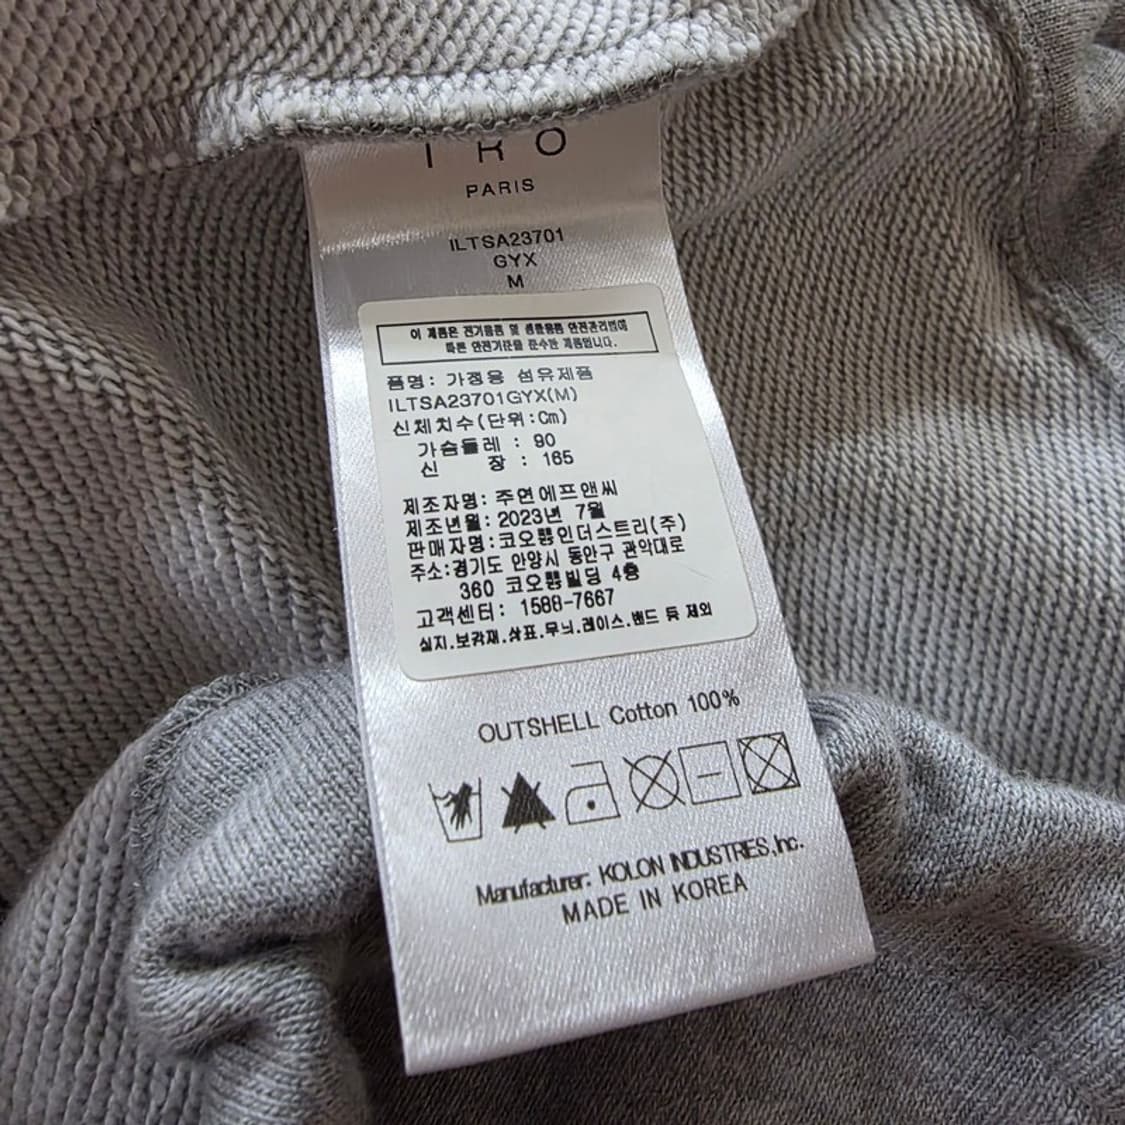 IRO
PARIS
ILTSA23701
GYX
M
이 제품은 전기용품 및 생활용품 안전관리법에
따른 안전기준을 준수한 제품입니다.
품명: 가정용 섬유제품
ILTSA23701GYX(M)
신체치수(단위:Cm)
가슴둘레 : 90
신 장 : 165
제조자명: 주연에프앤씨
제조년월: 2023년 7월
판매자명:코오롱인더스트리(주)
주소:경기도 안양시 동안구 관악대로
360 코오롱빌딩 4층
고객센터: 1588-7667
실지.보강재.상표.무늬.레이스.밴드 등 제외
OUTSHELL Cotton 100%
Manufacturer. KOLON INDUSTRIES,Inc.
MADE IN KOREA